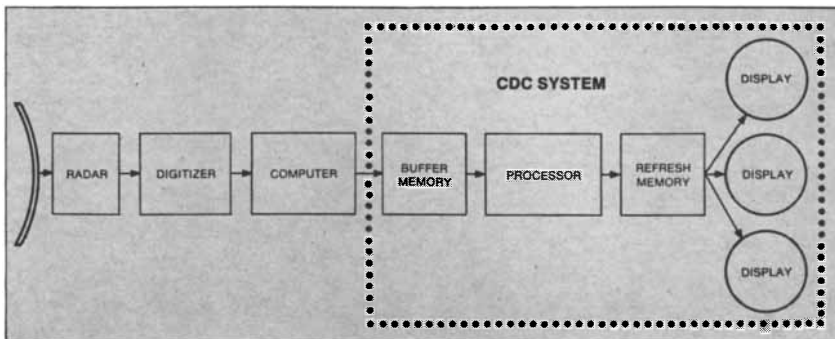 CDC SYSTEM
DISPLAY
RADAR
DIGITIZER
COMPUTER
BUFFER
MEMORY
PROCESSOR
REFRESH
MEMORY
DISPLAY
DISPLAY